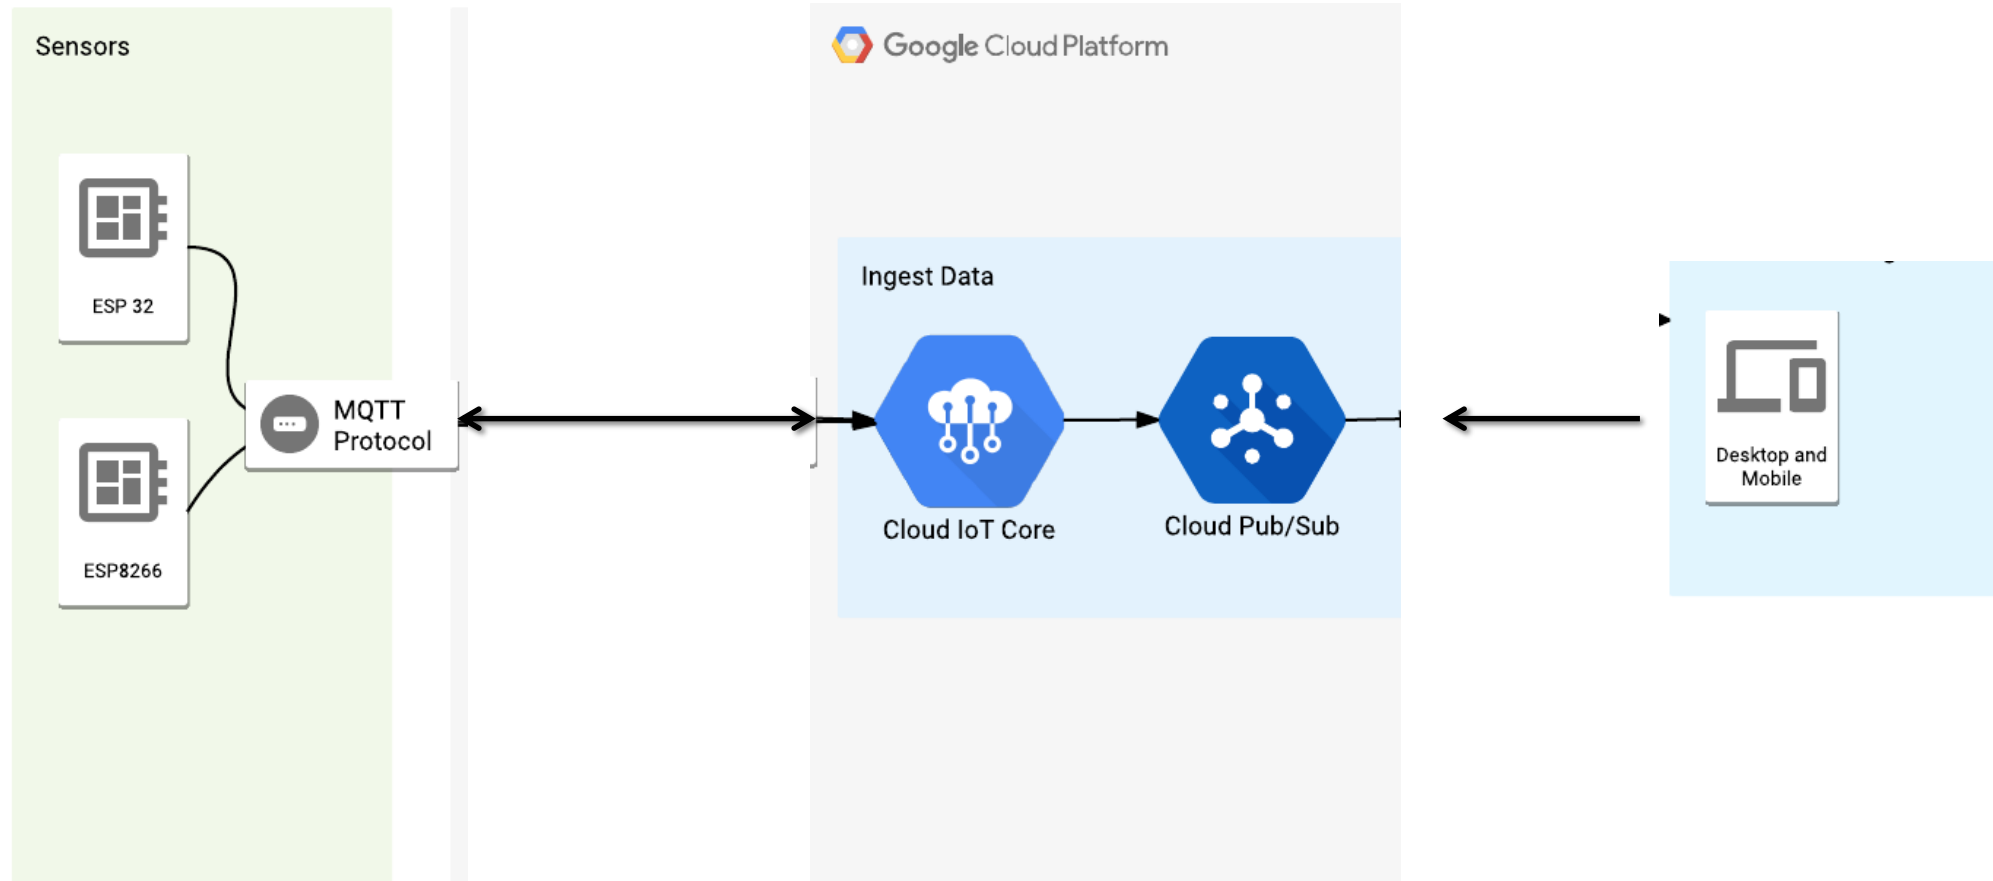 Sensors
ESP 32
ESP8266
MQTT
Protocol
Google Cloud Platform
Ingest Data
Cloud IoT Core
Cloud Pub/Sub
Desktop and
Mobile